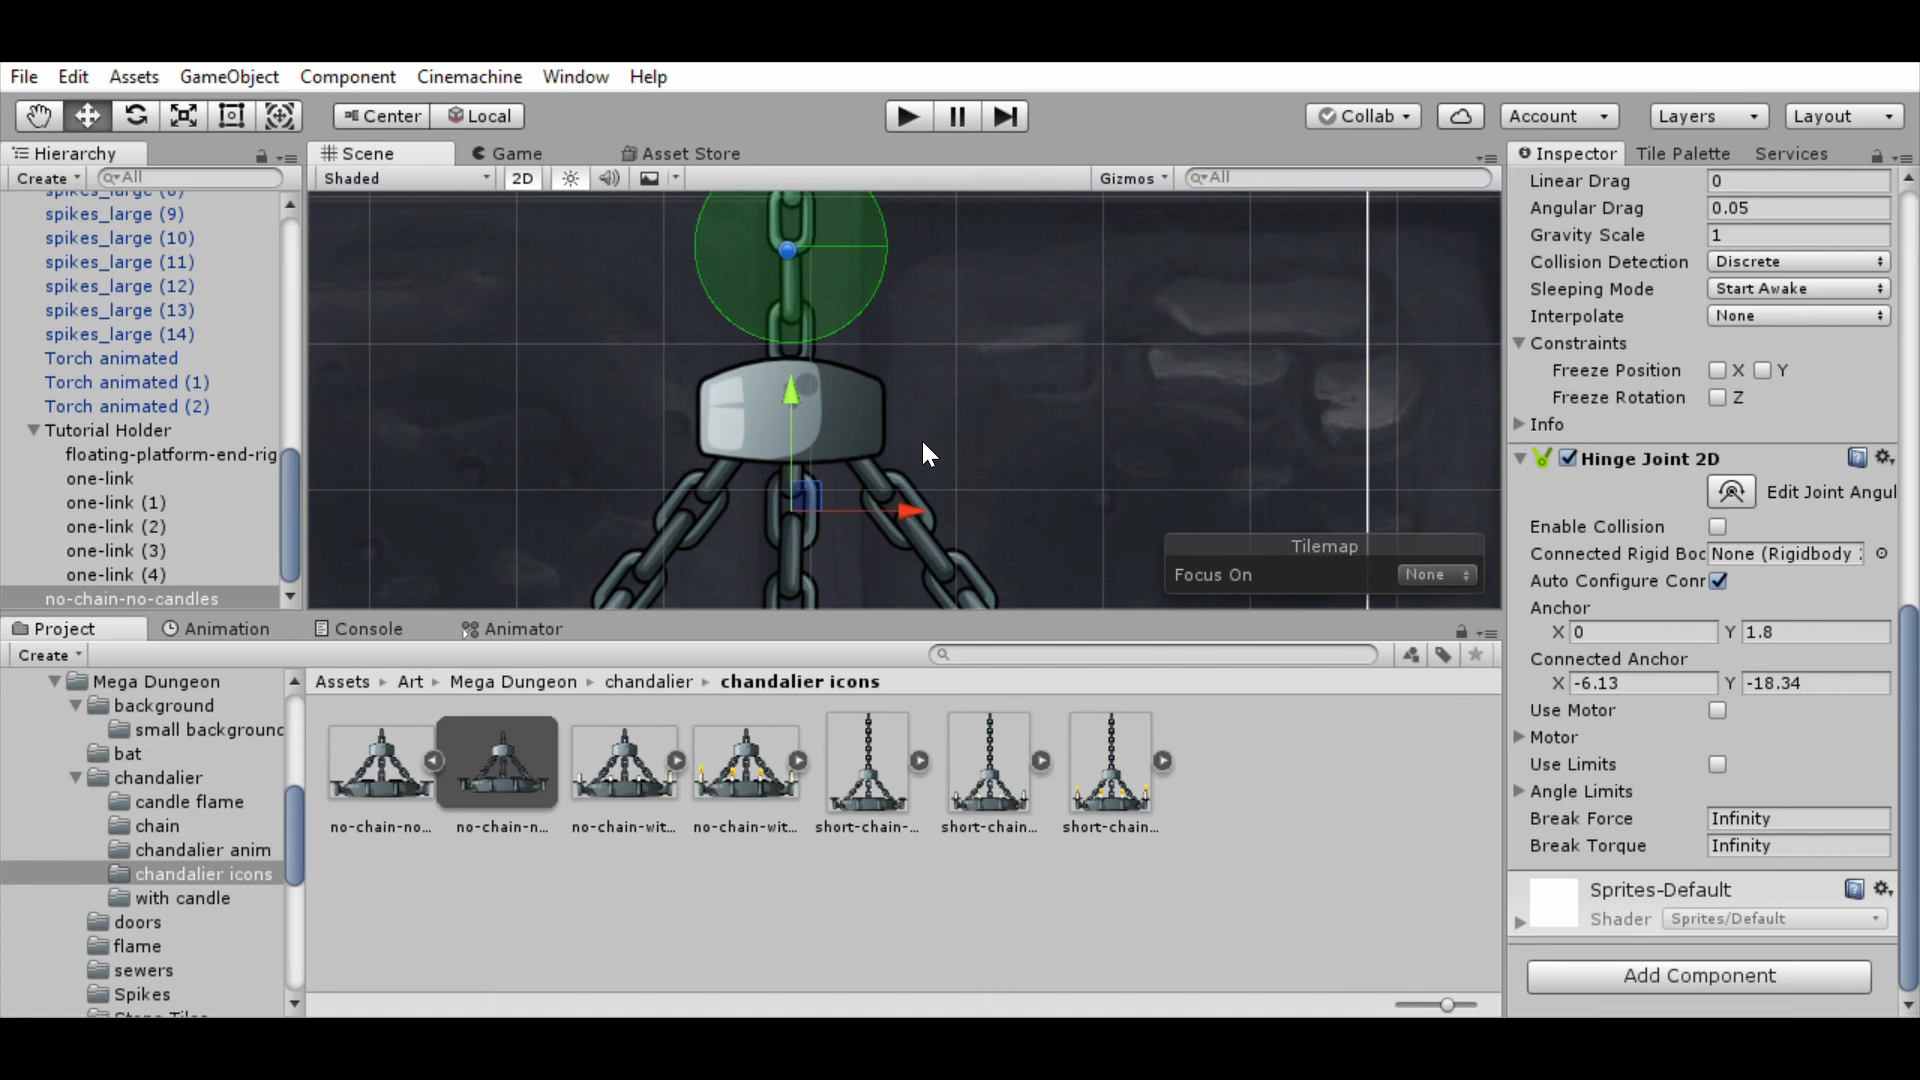 File Edit Assets GameObject Component Cinemachine Window Help
Center Local Collab Account Layers Layout
Hierarchy
Create All
spikes_large (9)
spikes_large (10)
spikes_large (11)
spikes_large (12)
spikes_large (13)
spikes_large (14)
Torch animated
Torch animated (1)
Torch animated (2)
Tutorial Holder
floating-platform-end-rig
one-link
one-link (1)
one-link (2)
one-link (3)
one-link (4)
no-chain-no-candles
Scene Game Asset Store
Shaded 2D Gizmos All
Tilemap
Focus On None
Inspector Tile Palette Services
Linear Drag 0
Angular Drag 0.05
Gravity Scale 1
Collision Detection Discrete
Sleeping Mode Start Awake
Interpolate None
Constraints
Freeze Position X Y
Freeze Rotation Z
Info
Hinge Joint 2D
Edit Joint Angul
Enable Collision
Connected Rigid Boc None (Rigidbody
Auto Configure Conr
Anchor
X 0 Y 1.8
Connected Anchor
X -6.13 Y -18.34
Use Motor
Motor
Use Limits
Angle Limits
Break Force Infinity
Break Torque Infinity
Sprites-Default
Shader Sprites/Default
Add Component
Project Animation Console Animator
Create
Mega Dungeon
background
small background
bat
chandalier
candle flame
chain
chandalier anim
chandalier icons
with candle
doors
flame
sewers
Spikes
Assets Art Mega Dungeon chandalier chandalier icons
no-chain-no... no-chain-n... no-chain-wit... no-chain-wit... short-chain-... short-chain... short-chain...